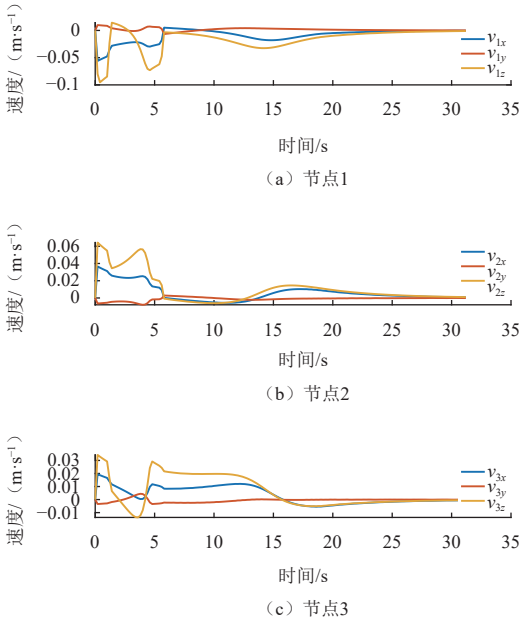 速度/（m·s⁻¹）
0
−0.05
−0.1
v1x
v1y
v1z
0 5 10 15 20 25 30 35
时间/s
（a）节点1
速度/（m·s⁻¹）
0.06
0.04
0.02
0
v2x
v2y
v2z
0 5 10 15 20 25 30 35
时间/s
（b）节点2
速度/（m·s⁻¹）
0.03
0.02
0.01
0
−0.01
v3x
v3y
v3z
0 5 10 15 20 25 30 35
时间/s
（c）节点3